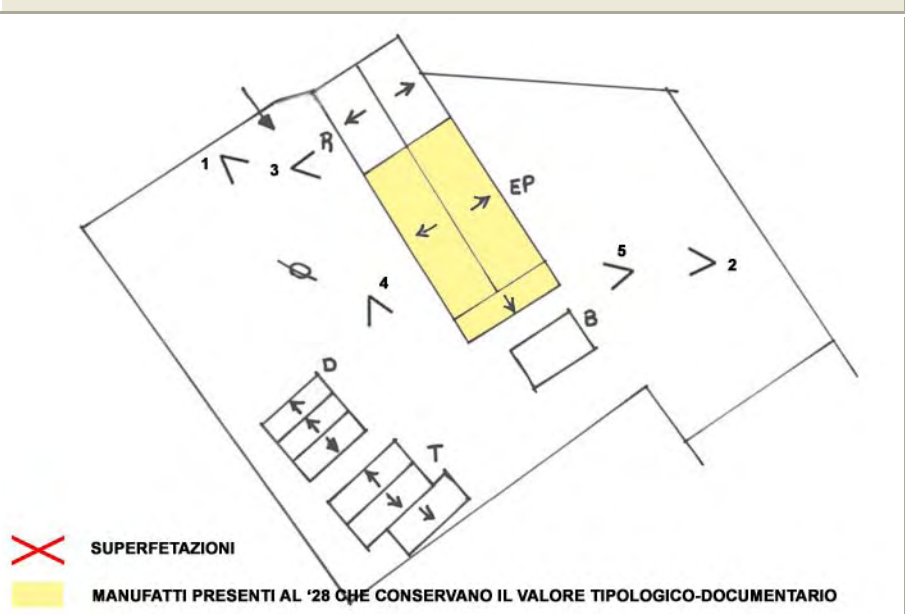 R
1
3
EP
5
2
4
B
D
T
SUPERFETAZIONI
MANUFATTI PRESENTI AL '28 CHE CONSERVANO IL VALORE TIPOLOGICO-DOCUMENTARIO